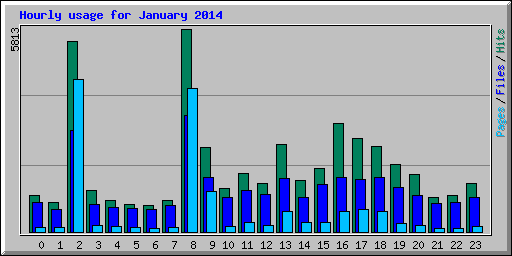 Hourly usage for January 2014
5813
Pages/Files/Hits
0 1 2 3 4 5 6 7 8 9 10 11 12 13 14 15 16 17 18 19 20 21 22 23